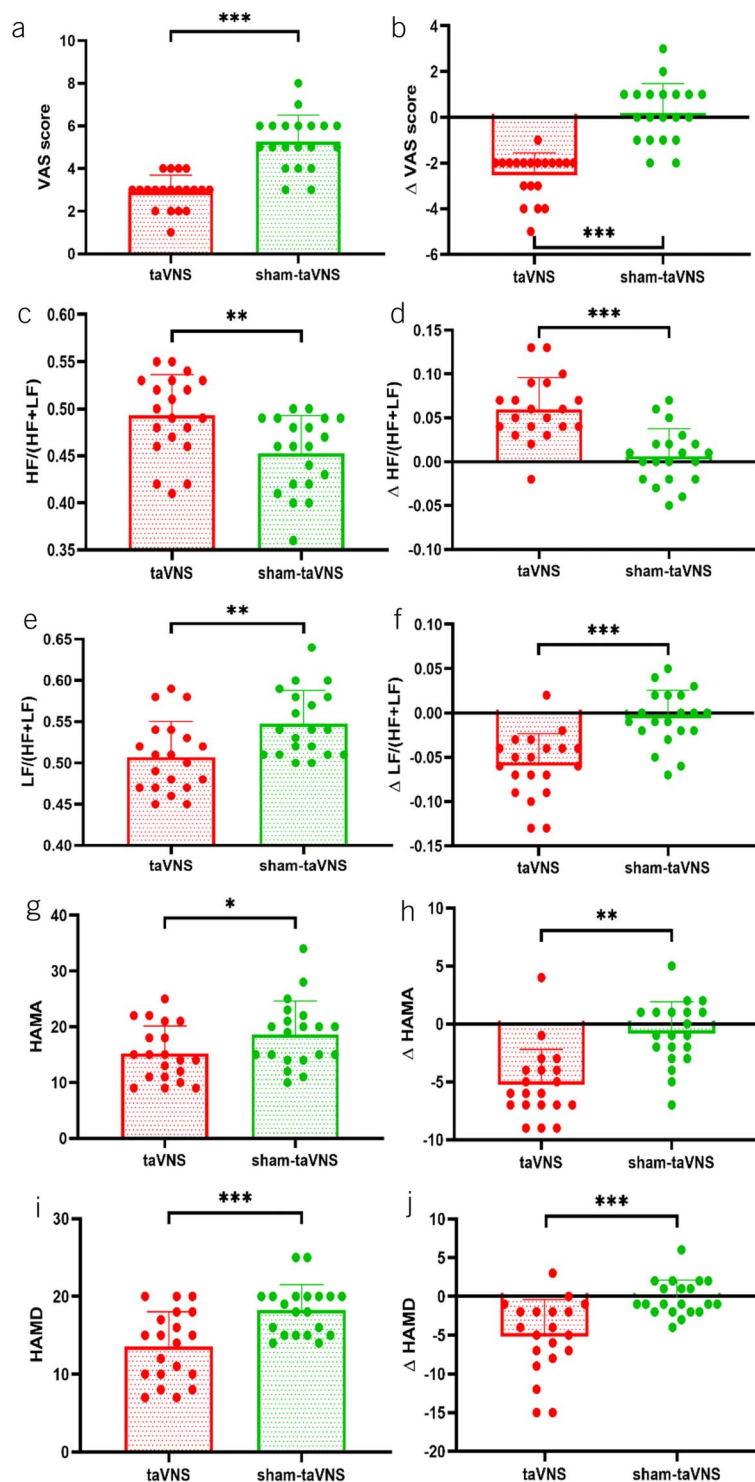 a
***
VAS score
10
8
6
4
2
0
taVNS
sham-taVNS
b
Δ VAS score
4
2
0
-2
-4
-6
***
taVNS
sham-taVNS
c
**
HF/(HF+LF)
0.60
0.55
0.50
0.45
0.40
0.35
taVNS
sham-taVNS
d
***
Δ HF/(HF+LF)
0.15
0.10
0.05
0.00
-0.05
-0.10
taVNS
sham-taVNS
e
**
LF/(HF+LF)
0.65
0.60
0.55
0.50
0.45
0.40
taVNS
sham-taVNS
f
***
Δ LF/(HF+LF)
0.10
0.05
0.00
-0.05
-0.10
-0.15
taVNS
sham-taVNS
g
*
HAMA
40
30
20
10
0
taVNS
sham-taVNS
h
**
Δ HAMA
10
5
0
-5
-10
taVNS
sham-taVNS
i
***
HAMD
30
20
10
0
taVNS
sham-taVNS
j
***
Δ HAMD
10
5
0
-5
-10
-15
-20
taVNS
sham-taVNS